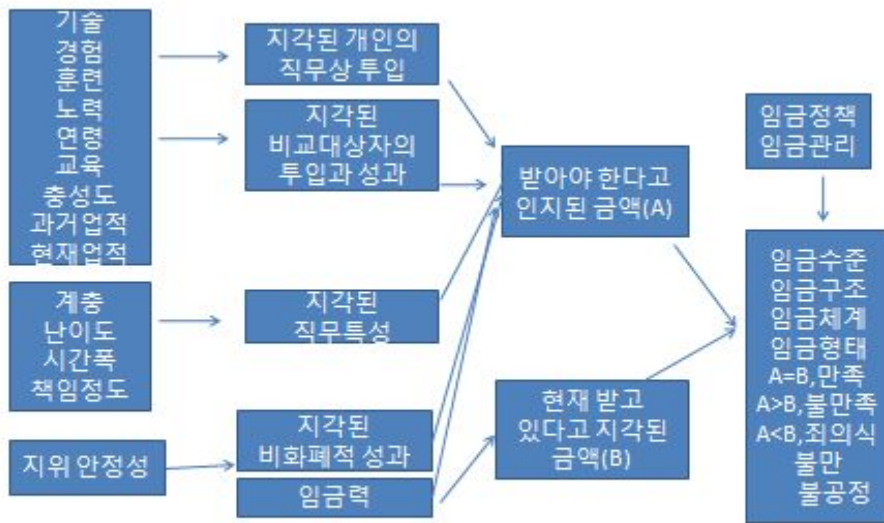 기술
경험
훈련
노력
연령
교육
충성도
과거업적
현재업적
지각된 개인의
직무상 투입
지각된
비교대상자의
투입과 성과
받아야 한다고
인지된 금액(A)
임금정책
임금관리
계층
난이도
시간폭
책임정도
지각된
직무특성
지위 안정성
지각된
비화폐적 성과
임금력
현재 받고
있다고 지각된
금액(B)
임금수준
임금구조
임금체계
임금형태
A=B,만족
A>B,불만족
A<B,죄의식
불만
불공정